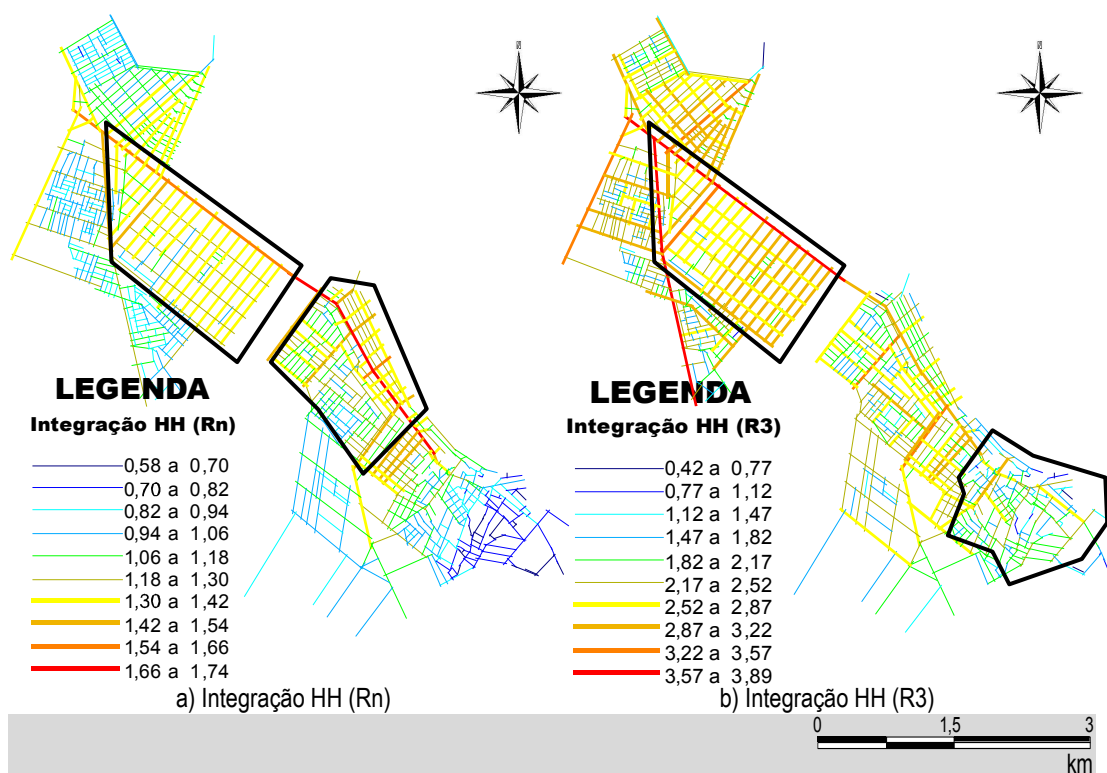 LEGENDA
Integração HH (Rn)
0,58 a 0,70
0,70 a 0,82
0,82 a 0,94
0,94 a 1,06
1,06 a 1,18
1,18 a 1,30
1,30 a 1,42
1,42 a 1,54
1,54 a 1,66
1,66 a 1,74
a) Integração HH (Rn)
LEGENDA
Integração HH (R3)
0,42 a 0,77
0,77 a 1,12
1,12 a 1,47
1,47 a 1,82
1,82 a 2,17
2,17 a 2,52
2,52 a 2,87
2,87 a 3,22
3,22 a 3,57
3,57 a 3,89
b) Integração HH (R3)
0 1,5 3
km